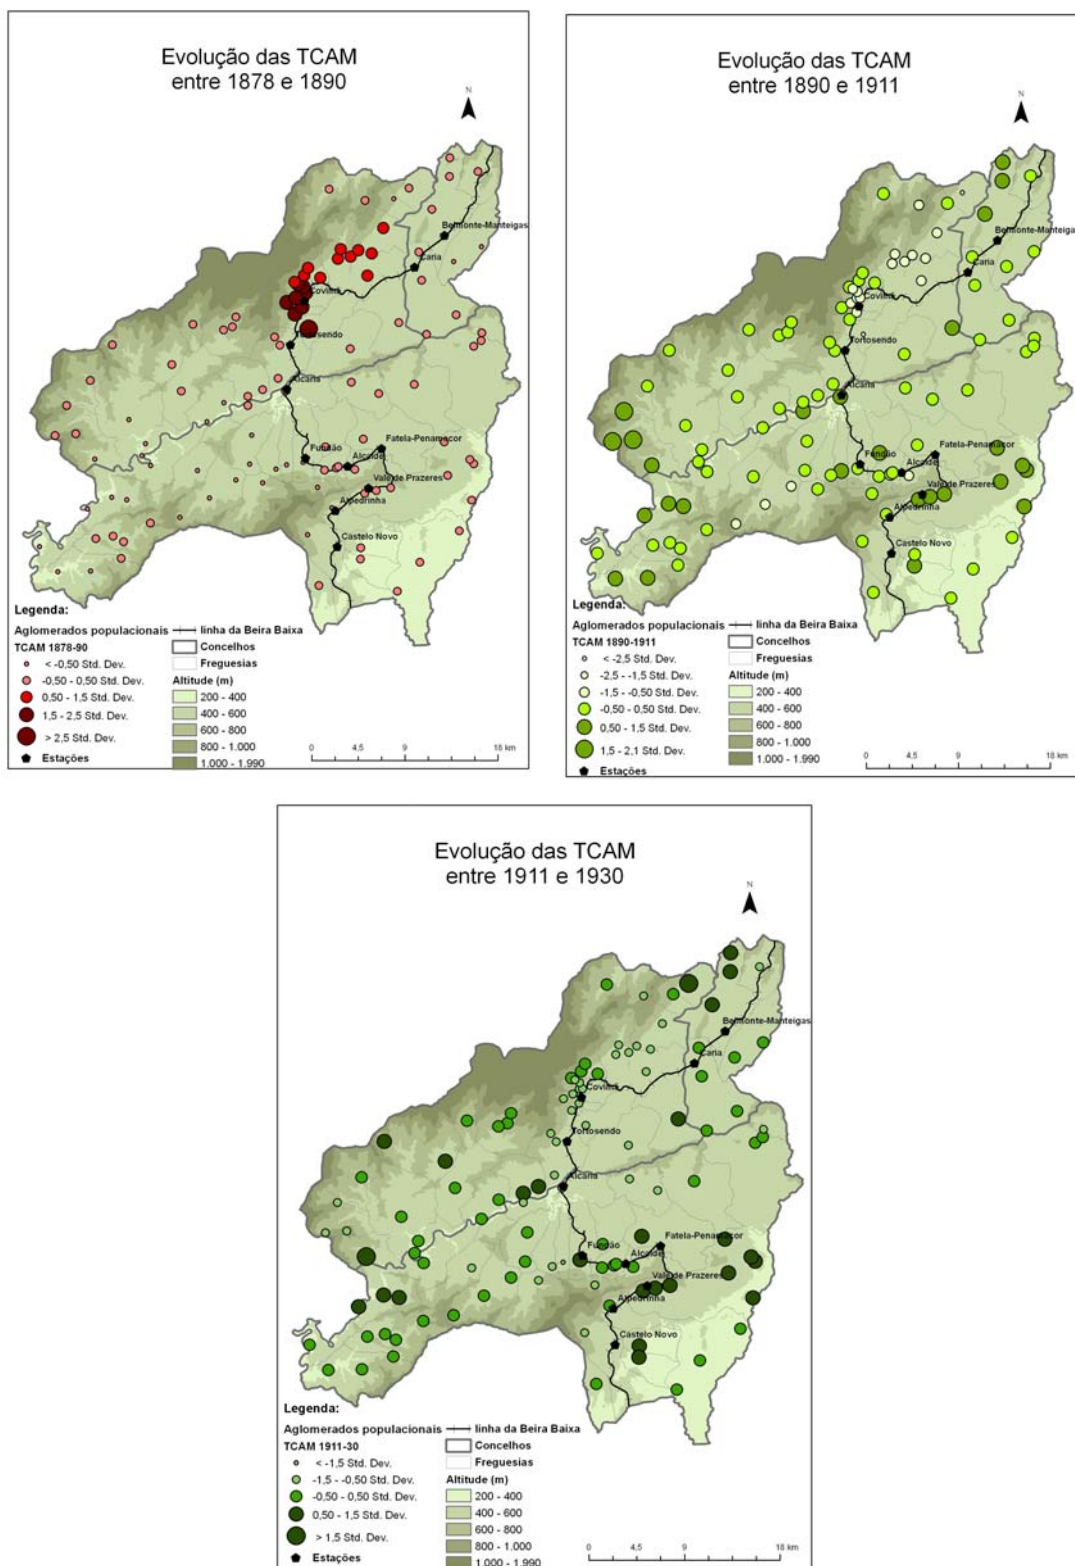 Evolução das TCAM
entre 1878 e 1890
N
Belmonte-Manteigas
Caria
Covilhã
Tortosendo
Alcaria
Fatela-Penamacor
Fundão
Alcaide
Vale de Prazeres
Alpedrinha
Castelo Novo
Legenda:
Aglomerados populacionais
TCAM 1878-90
< -0,50 Std. Dev.
-0,50 - 0,50 Std. Dev.
0,50 - 1,5 Std. Dev.
1,5 - 2,5 Std. Dev.
> 2,5 Std. Dev.
Estações
linha da Beira Baixa
Concelhos
Freguesias
Altitude (m)
200 - 400
400 - 600
600 - 800
800 - 1.000
1.000 - 1.990
0 4,5 9 18 km
Evolução das TCAM
entre 1890 e 1911
N
Belmonte-Manteigas
Caria
Covilhã
Tortosendo
Alcaria
Fatela-Penamacor
Fundão
Alcaide
Vale de Prazeres
Alpedrinha
Castelo Novo
Legenda:
Aglomerados populacionais
TCAM 1890-1911
< -2,5 Std. Dev.
-2,5 - -1,5 Std. Dev.
-1,5 - -0,50 Std. Dev.
-0,50 - 0,50 Std. Dev.
0,50 - 1,5 Std. Dev.
1,5 - 2,1 Std. Dev.
Estações
linha da Beira Baixa
Concelhos
Freguesias
Altitude (m)
200 - 400
400 - 600
600 - 800
800 - 1.000
1.000 - 1.990
0 4,5 9 18 km
Evolução das TCAM
entre 1911 e 1930
N
Belmonte-Manteigas
Caria
Covilhã
Tortosendo
Alcaria
Fatela-Penamacor
Fundão
Alcaide
Vale de Prazeres
Alpedrinha
Castelo Novo
Legenda:
Aglomerados populacionais
TCAM 1911-30
< -1,5 Std. Dev.
-1,5 - -0,50 Std. Dev.
-0,50 - 0,50 Std. Dev.
0,50 - 1,5 Std. Dev.
> 1,5 Std. Dev.
Estações
linha da Beira Baixa
Concelhos
Freguesias
Altitude (m)
200 - 400
400 - 600
600 - 800
800 - 1.000
1.000 - 1.990
0 4,5 9 18 km